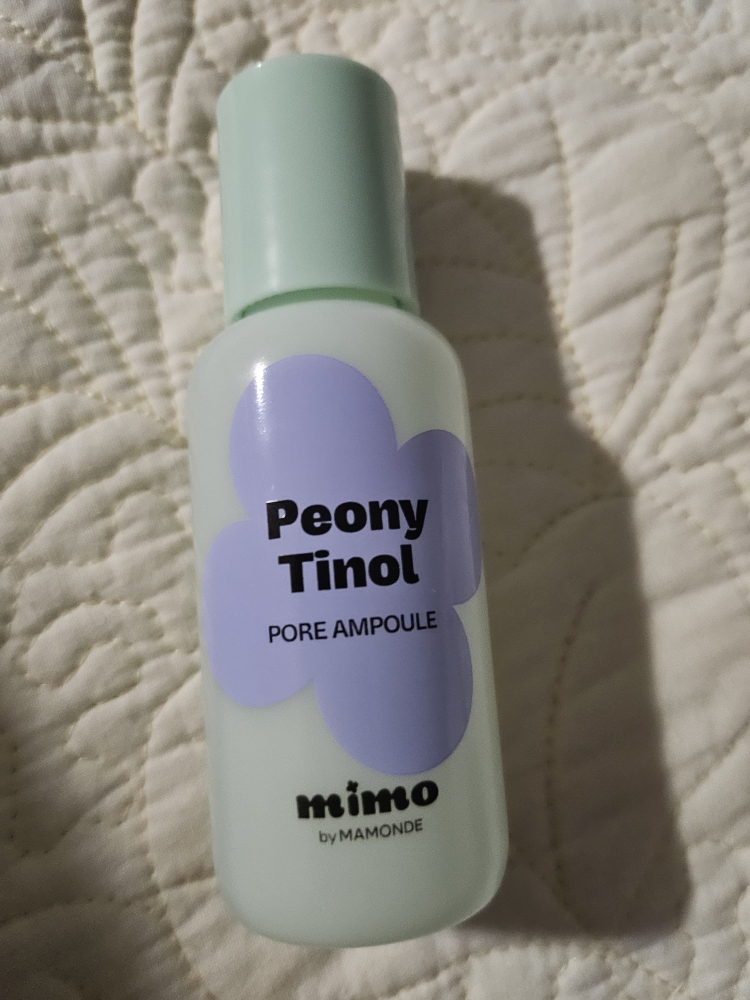 Peony
Tinol
PORE AMPOULE
mimo
by MAMONDE